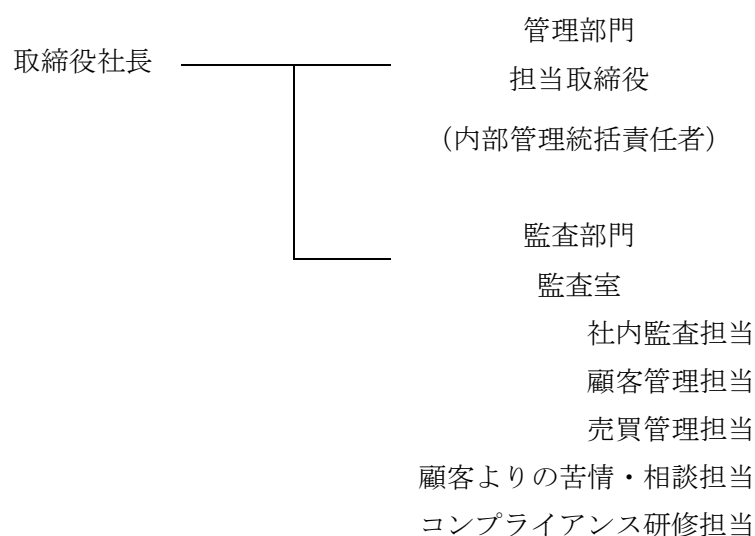 管理部門
取締役社長
担当取締役
(内部管理統括責任者)
監査部門
監査室
社内監査担当
顧客管理担当
売買管理担当
顧客よりの苦情・相談担当
コンプライアンス研修担当